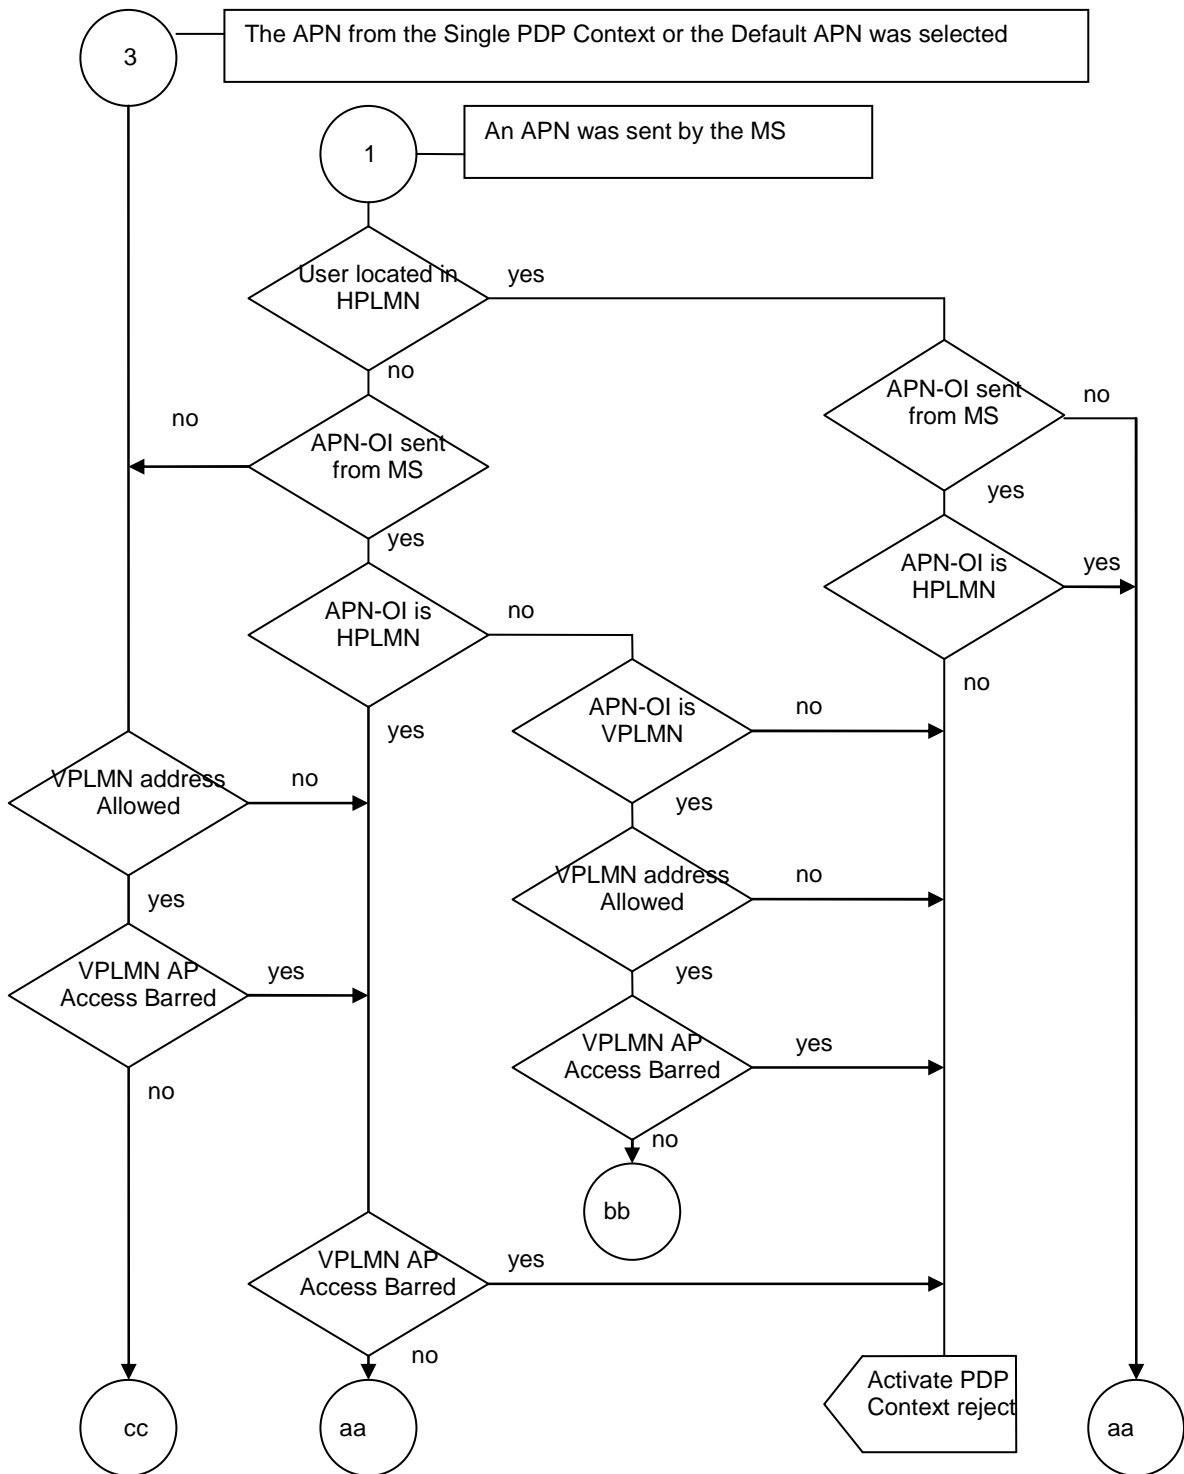 3
The APN from the Single PDP Context or the Default APN was selected
1
An APN was sent by the MS
User located in
HPLMN
yes
no
APN-OI sent
from MS
no
no
APN-OI sent
from MS
yes
yes
APN-OI is
HPLMN
yes
APN-OI is
HPLMN
no
no
yes
APN-OI is
VPLMN
no
VPLMN address
Allowed
no
yes
VPLMN address
Allowed
no
yes
VPLMN AP
Access Barred
yes
yes
VPLMN AP
Access Barred
yes
no
no
bb
VPLMN AP
Access Barred
yes
no
Activate PDP
Context reject
cc
aa
aa